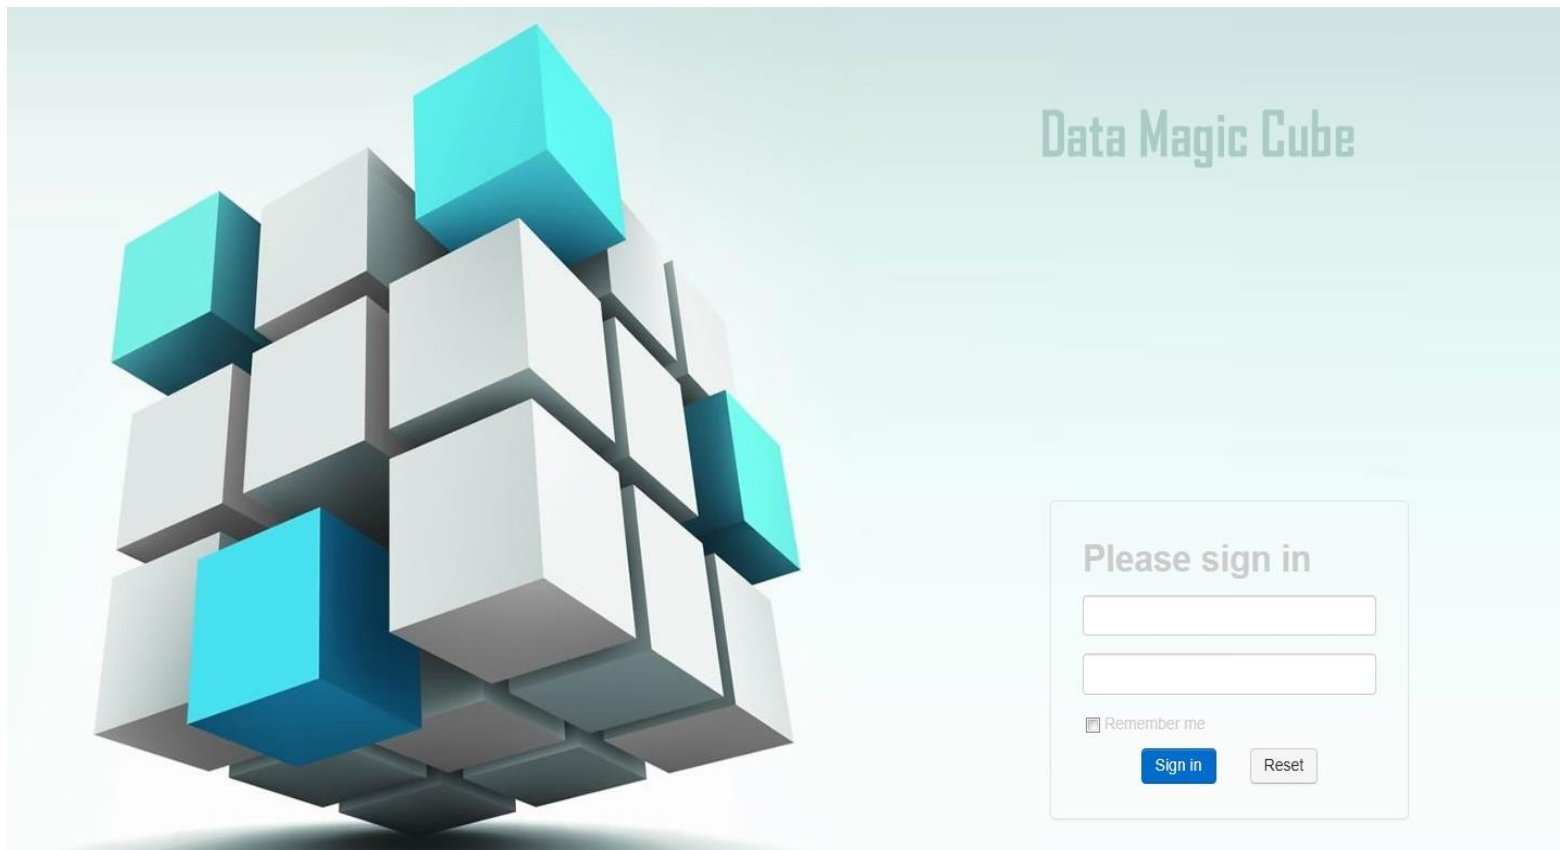 Data Magic Cube
Please sign in
Remember me
Sign in
Reset